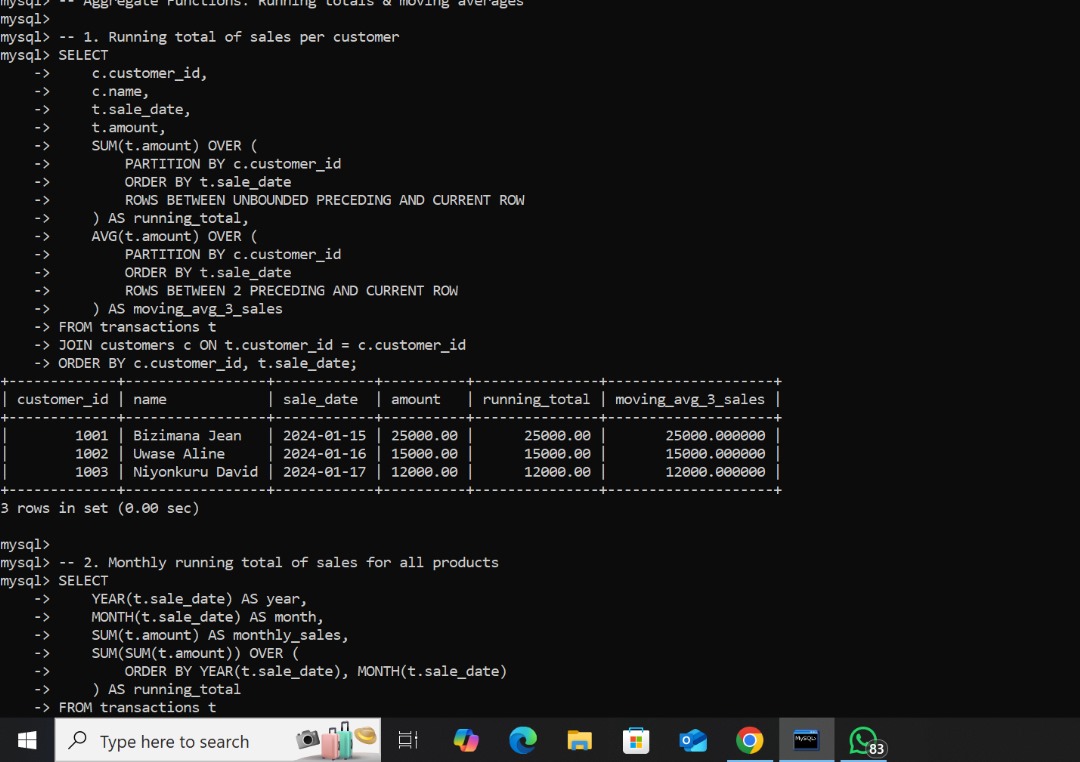 mysql> -- Aggregate Functions: Running totals & moving averages
mysql>
mysql> -- 1. Running total of sales per customer
mysql> SELECT
    ->     c.customer_id,
    ->     c.name,
    ->     t.sale_date,
    ->     t.amount,
    ->     SUM(t.amount) OVER (
    ->         PARTITION BY c.customer_id
    ->         ORDER BY t.sale_date
    ->         ROWS BETWEEN UNBOUNDED PRECEDING AND CURRENT ROW
    ->     ) AS running_total,
    ->     AVG(t.amount) OVER (
    ->         PARTITION BY c.customer_id
    ->         ORDER BY t.sale_date
    ->         ROWS BETWEEN 2 PRECEDING AND CURRENT ROW
    ->     ) AS moving_avg_3_sales
    -> FROM transactions t
    -> JOIN customers c ON t.customer_id = c.customer_id
    -> ORDER BY c.customer_id, t.sale_date;
+-------------+-----------------+------------+----------+---------------+--------------------+
| customer_id | name            | sale_date  | amount   | running_total | moving_avg_3_sales |
+-------------+-----------------+------------+----------+---------------+--------------------+
|        1001 | Bizimana Jean   | 2024-01-15 | 25000.00 |      25000.00 |       25000.000000 |
|        1002 | Uwase Aline     | 2024-01-16 | 15000.00 |      15000.00 |       15000.000000 |
|        1003 | Niyonkuru David | 2024-01-17 | 12000.00 |      12000.00 |       12000.000000 |
+-------------+-----------------+------------+----------+---------------+--------------------+
3 rows in set (0.00 sec)
mysql>
mysql> -- 2. Monthly running total of sales for all products
mysql> SELECT
    ->     YEAR(t.sale_date) AS year,
    ->     MONTH(t.sale_date) AS month,
    ->     SUM(t.amount) AS monthly_sales,
    ->     SUM(SUM(t.amount)) OVER (
    ->         ORDER BY YEAR(t.sale_date), MONTH(t.sale_date)
    ->     ) AS running_total
    -> FROM transactions t
Type here to search
83